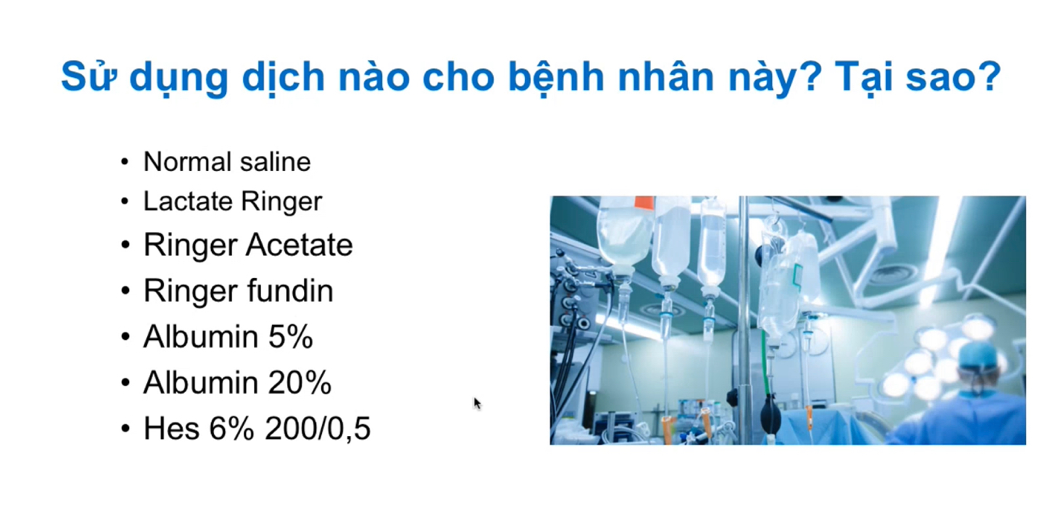 Sử dụng dịch nào cho bệnh nhân này? Tại sao?
• Normal saline
• Lactate Ringer
• Ringer Acetate
• Ringer fundin
• Albumin 5%
• Albumin 20%
• Hes 6% 200/0,5